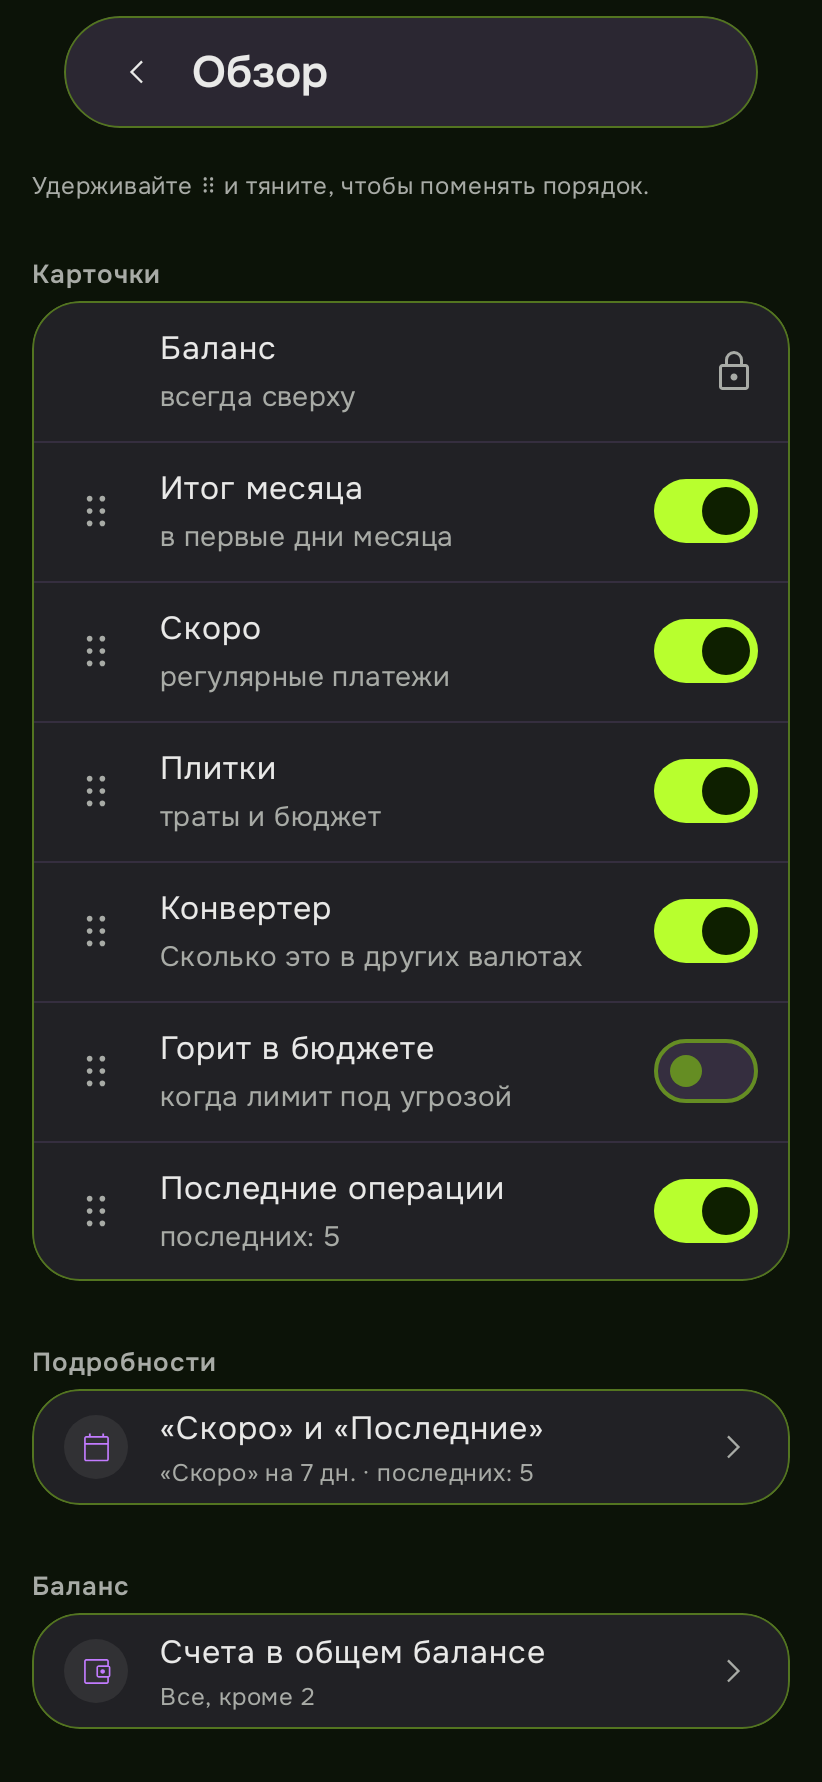 Обзор
Удерживайте ⠿ и тяните, чтобы поменять порядок.
Карточки
Баланс
всегда сверху
Итог месяца
в первые дни месяца
Скоро
регулярные платежи
Плитки
траты и бюджет
Конвертер
Сколько это в других валютах
Горит в бюджете
когда лимит под угрозой
Последние операции
последних: 5
Подробности
«Скоро» и «Последние»
«Скоро» на 7 дн. · последних: 5
Баланс
Счета в общем балансе
Все, кроме 2